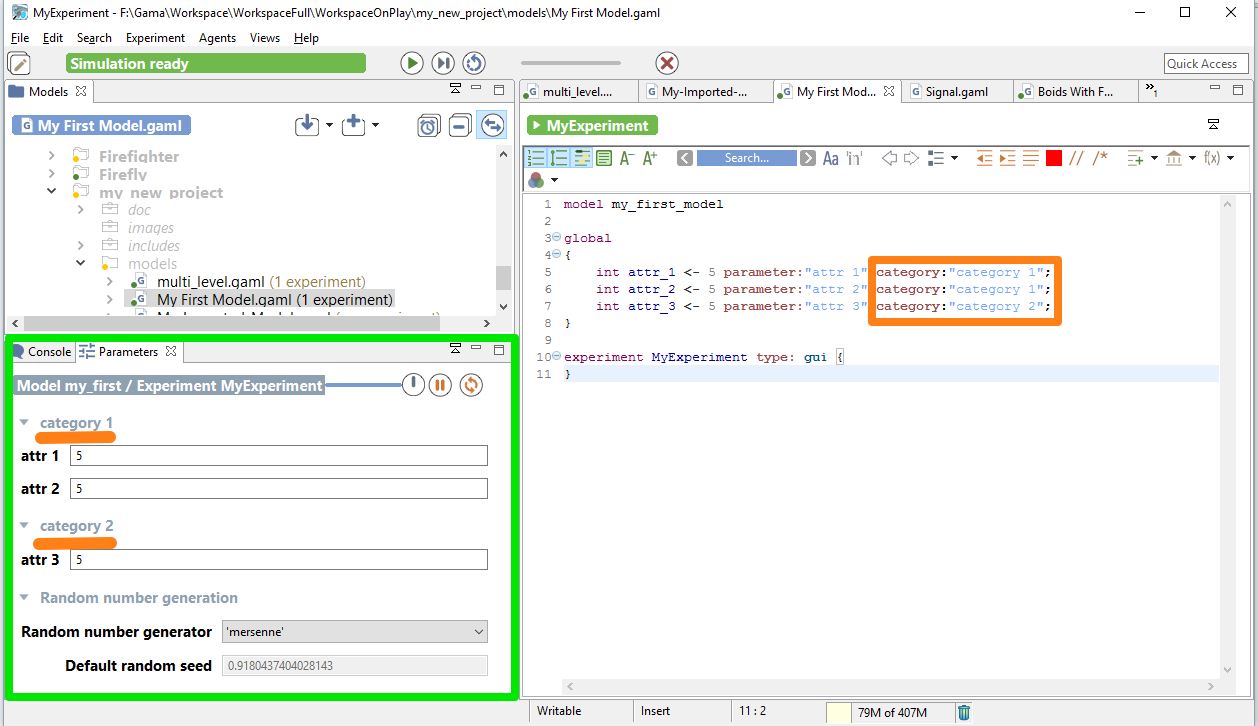 MyExperiment - F:\Gama\Workspace\WorkspaceFull\WorkspaceOnPlay\my_new_project\models\My First Model.gaml
File Edit Search Experiment Agents Views Help
Simulation ready
Quick Access
Models
My First Model.gaml
Firefighter
Firefly
my_new_project
doc
images
includes
models
multi_level.gaml (1 experiment)
My First Model.gaml (1 experiment)
multi_level.... My-Imported-... My First Mod... Signal.gaml Boids With F... »1
MyExperiment
A- A+ Search... Aa 'in' // /* f(x)
1 model my_first_model
2
3 global
4 {
5 int attr_1 <- 5 parameter:"attr 1" category:"category 1";
6 int attr_2 <- 5 parameter:"attr 2" category:"category 1";
7 int attr_3 <- 5 parameter:"attr 3" category:"category 2";
8 }
9
10 experiment MyExperiment type: gui {
11 }
Console Parameters
Model my_first / Experiment MyExperiment
category 1
attr 1 5
attr 2 5
category 2
attr 3 5
Random number generation
Random number generator 'mersenne'
Default random seed 0.9180437404028143
Writable Insert 11 : 2 79M of 407M